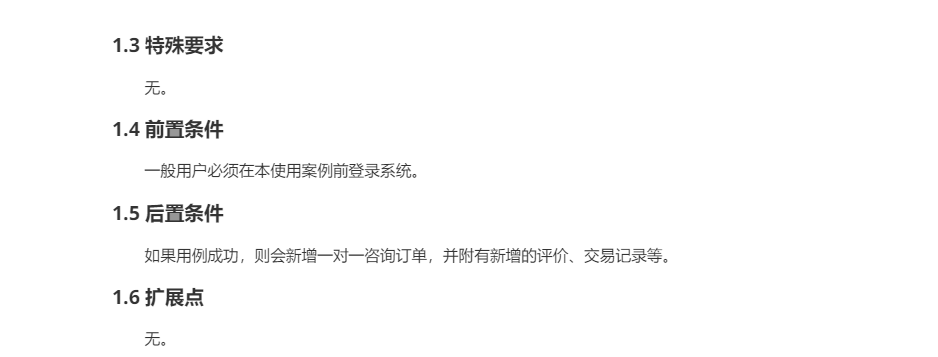 1.3 特殊要求
无。
1.4 前置条件
一般用户必须在本使用案例前登录系统。
1.5 后置条件
如果用例成功，则会新增一对一咨询订单，并附有新增的评价、交易记录等。
1.6 扩展点
无。